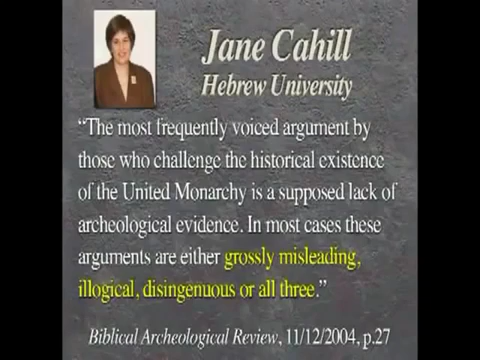 Jane Cahill
Hebrew University
“The most frequently voiced argument by
those who challenge the historical existence
of the United Monarchy is a supposed lack of
archeological evidence. In most cases these
arguments are either grossly misleading,
illogical, disingenuous or all three.”
Biblical Archeological Review, 11/12/2004, p.27